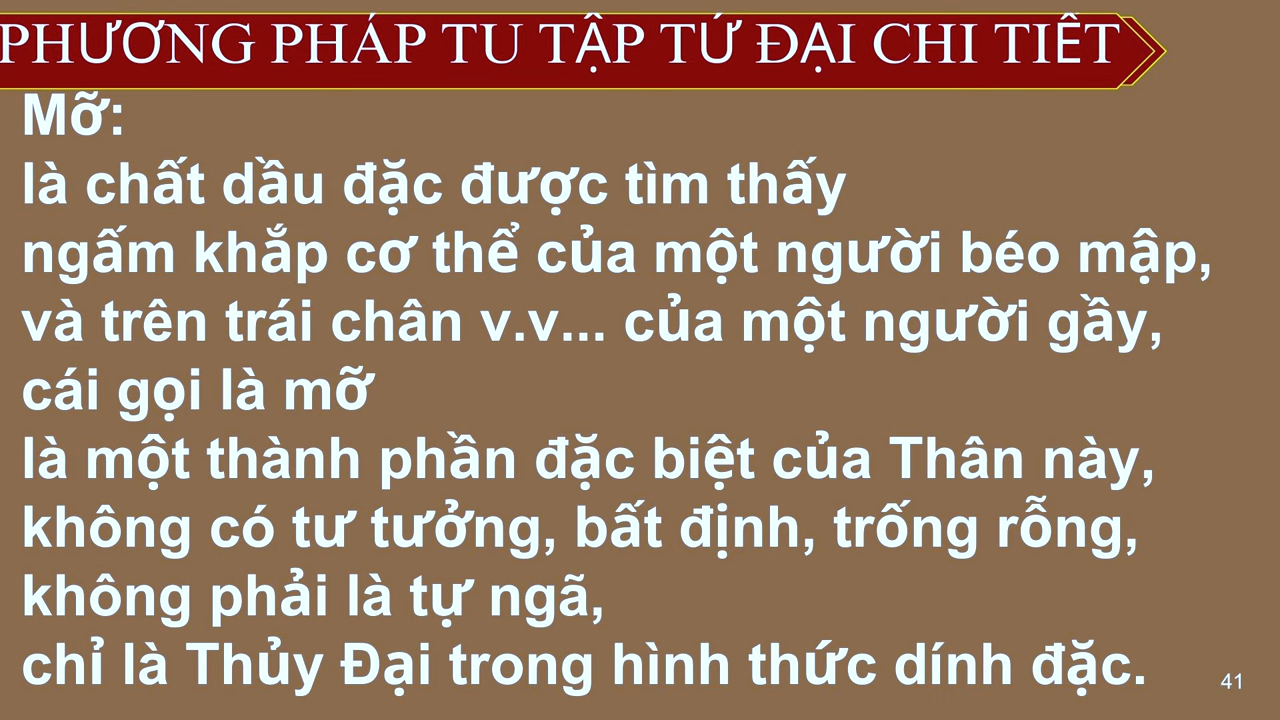 PHƯƠNG PHÁP TU TẬP TỨ ĐẠI CHI TIẾT
Mỡ:
là chất dầu đặc được tìm thấy
ngấm khắp cơ thể của một người béo mập,
và trên trái chân v.v... của một người gầy,
cái gọi là mỡ
là một thành phần đặc biệt của Thân này,
không có tư tưởng, bất định, trống rỗng,
không phải là tự ngã,
chỉ là Thủy Đại trong hình thức dính đặc.
41